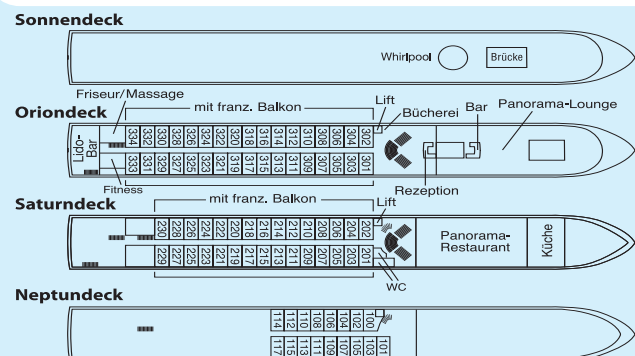 Sonnendeck
Whirlpool
Brücke
Friseur/Massage
Lift
Oriondeck
mit franz. Balkon
Bücherei
Bar
Panorama-Lounge
Lido-
Bar
334 332 330 328 326 324 322 320 318 316 314 312 310 308 306 304 302
333 331 329 327 325 323 321 319 317 315 313 311 309 307 305 303 301
Fitness
Rezeption
Saturndeck
mit franz. Balkon
Lift
230 228 226 224 222 220 218 216 214 212 210 208 206 204 202
229 227 225 223 221 219 217 215 213 211 209 207 205 203 201
Panorama-
Restaurant
Küche
WC
Neptundeck
114 112 110 108 106 104 102 100
117 115 113 111 109 107 105 103 101